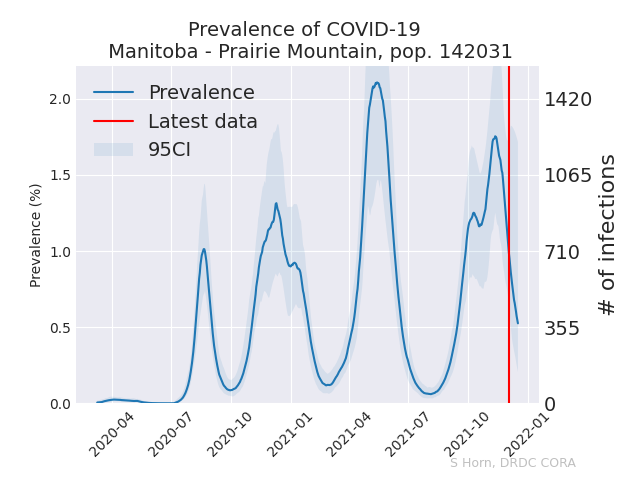 Prevalence of COVID-19
Manitoba - Prairie Mountain, pop. 142031
Prevalence
Latest data
95CI
Prevalence (%)
2.0
1.5
1.0
0.5
0.0
1420
1065
710
355
0
# of infections
2020-04
2020-07
2020-10
2021-01
2021-04
2021-07
2021-10
2022-01
S Horn, DRDC CORA